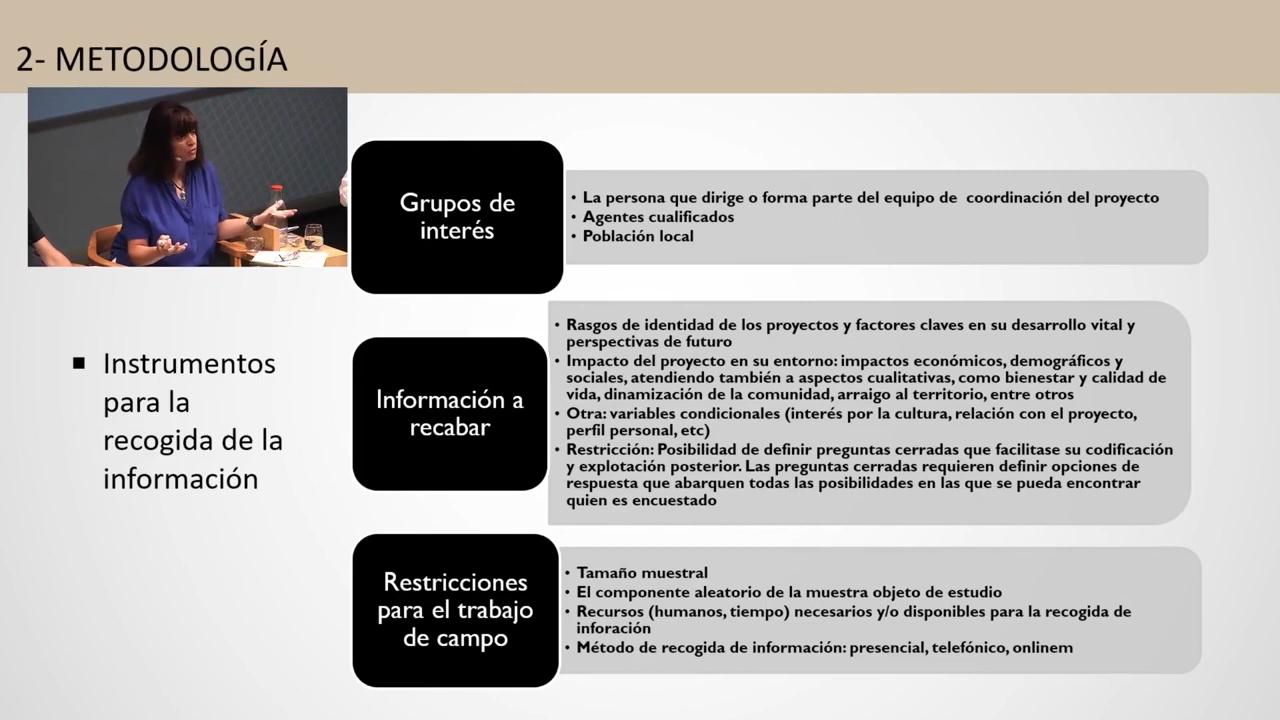 2- METODOLOGÍA
Instrumentos
para la
recogida de la
información
Grupos de
interés
• La persona que dirige o forma parte del equipo de coordinación del proyecto
• Agentes cualificados
• Población local
Información a
recabar
• Rasgos de identidad de los proyectos y factores claves en su desarrollo vital y
perspectivas de futuro
• Impacto del proyecto en su entorno: impactos económicos, demográficos y
sociales, atendiendo también a aspectos cualitativas, como bienestar y calidad de
vida, dinamización de la comunidad, arraigo al territorio, entre otros
• Otra: variables condicionales (interés por la cultura, relación con el proyecto,
perfil personal, etc)
• Restricción: Posibilidad de definir preguntas cerradas que facilitase su codificación
y explotación posterior. Las preguntas cerradas requieren definir opciones de
respuesta que abarquen todas las posibilidades en las que se pueda encontrar
quien es encuestado
Restricciones
para el trabajo
de campo
• Tamaño muestral
• El componente aleatorio de la muestra objeto de estudio
• Recursos (humanos, tiempo) necesarios y/o disponibles para la recogida de
inforación
• Método de recogida de información: presencial, telefónico, onlinem